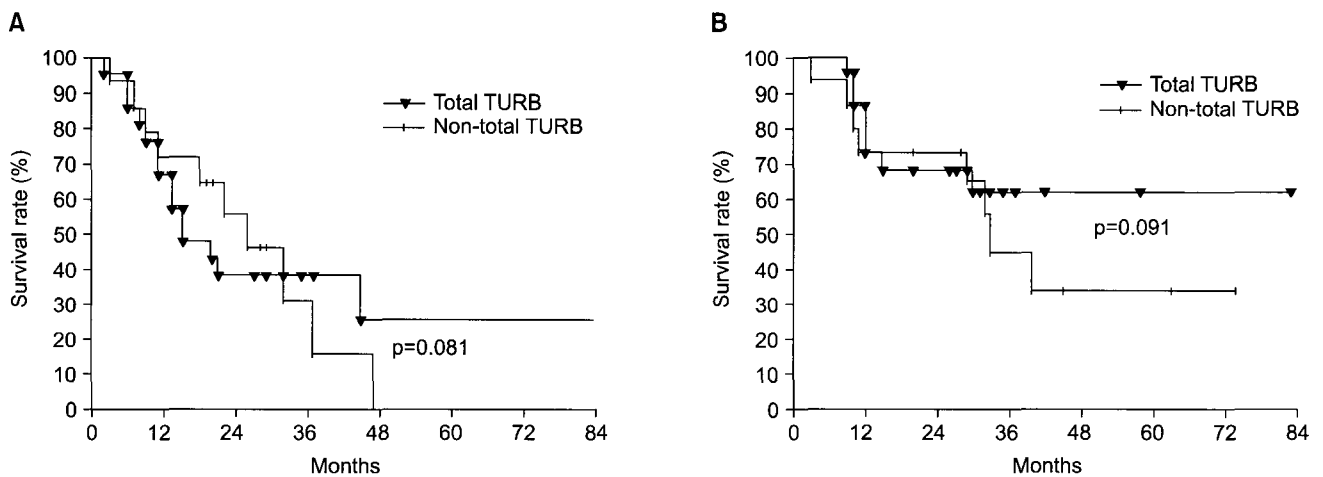 A
Survival rate (%)
100
90
80
70
60
50
40
30
20
10
0
Total TURB
Non-total TURB
p=0.081
0 12 24 36 48 60 72 84
Months
B
Survival rate (%)
100
90
80
70
60
50
40
30
20
10
0
Total TURB
Non-total TURB
p=0.091
0 12 24 36 48 60 72 84
Months